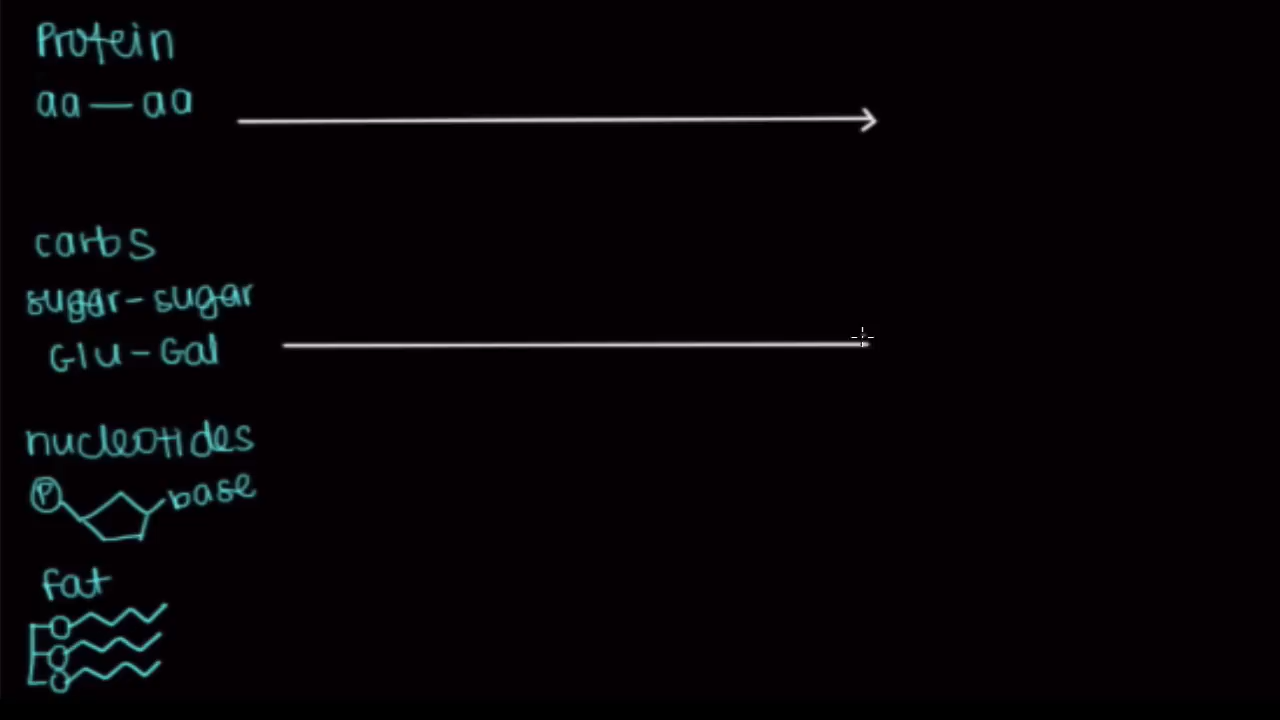 Protein
aa — aa
carbs
sugar - sugar
Glu - Gal
nucleotides
P base
fat